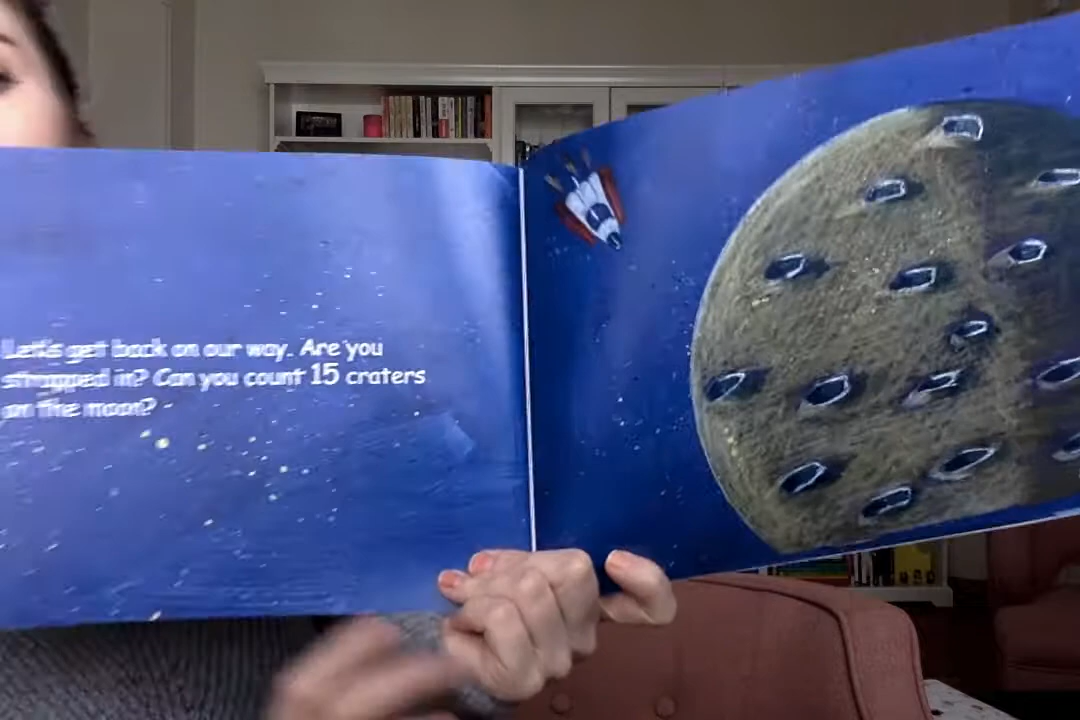 Let's get back on our way. Are you
strapped in? Can you count 15 craters
on the moon?